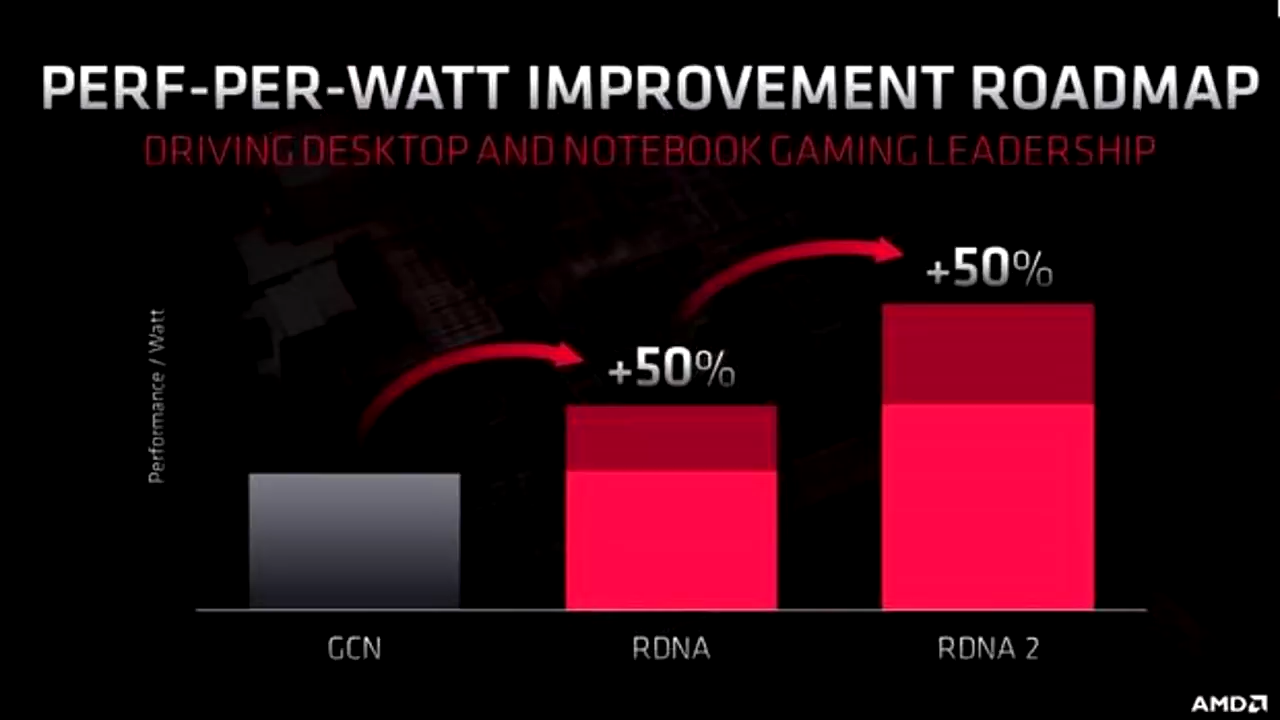 PERF-PER-WATT IMPROVEMENT ROADMAP
DRIVING DESKTOP AND NOTEBOOK GAMING LEADERSHIP
+50%
+50%
Performance / Watt
GCN
RDNA
RDNA 2
AMD